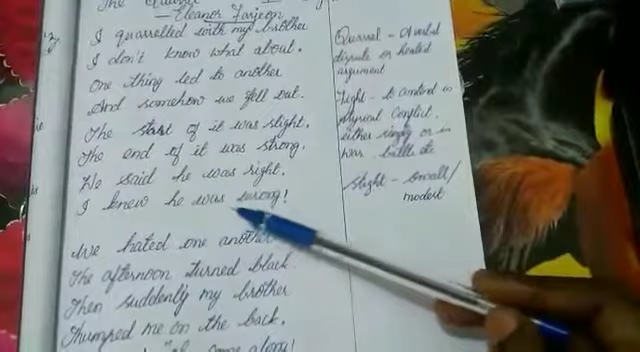 The Quarrel
- Eleanor Farjeon
I quarrelled with my brother
I don't know what about.
One thing led to another
And somehow we fell out.
The start of it was slight.
The end of it was strong.
He said he was right.
I knew he was wrong!
We hated one another
The afternoon turned black.
Then suddenly my brother
Thumped me on the back.
come along!
Quarrel - A verbal
dispute or heated
argument
Fight - to contend in
physical conflict.
either singly or in
war. battle etc
Slight - small/
modest